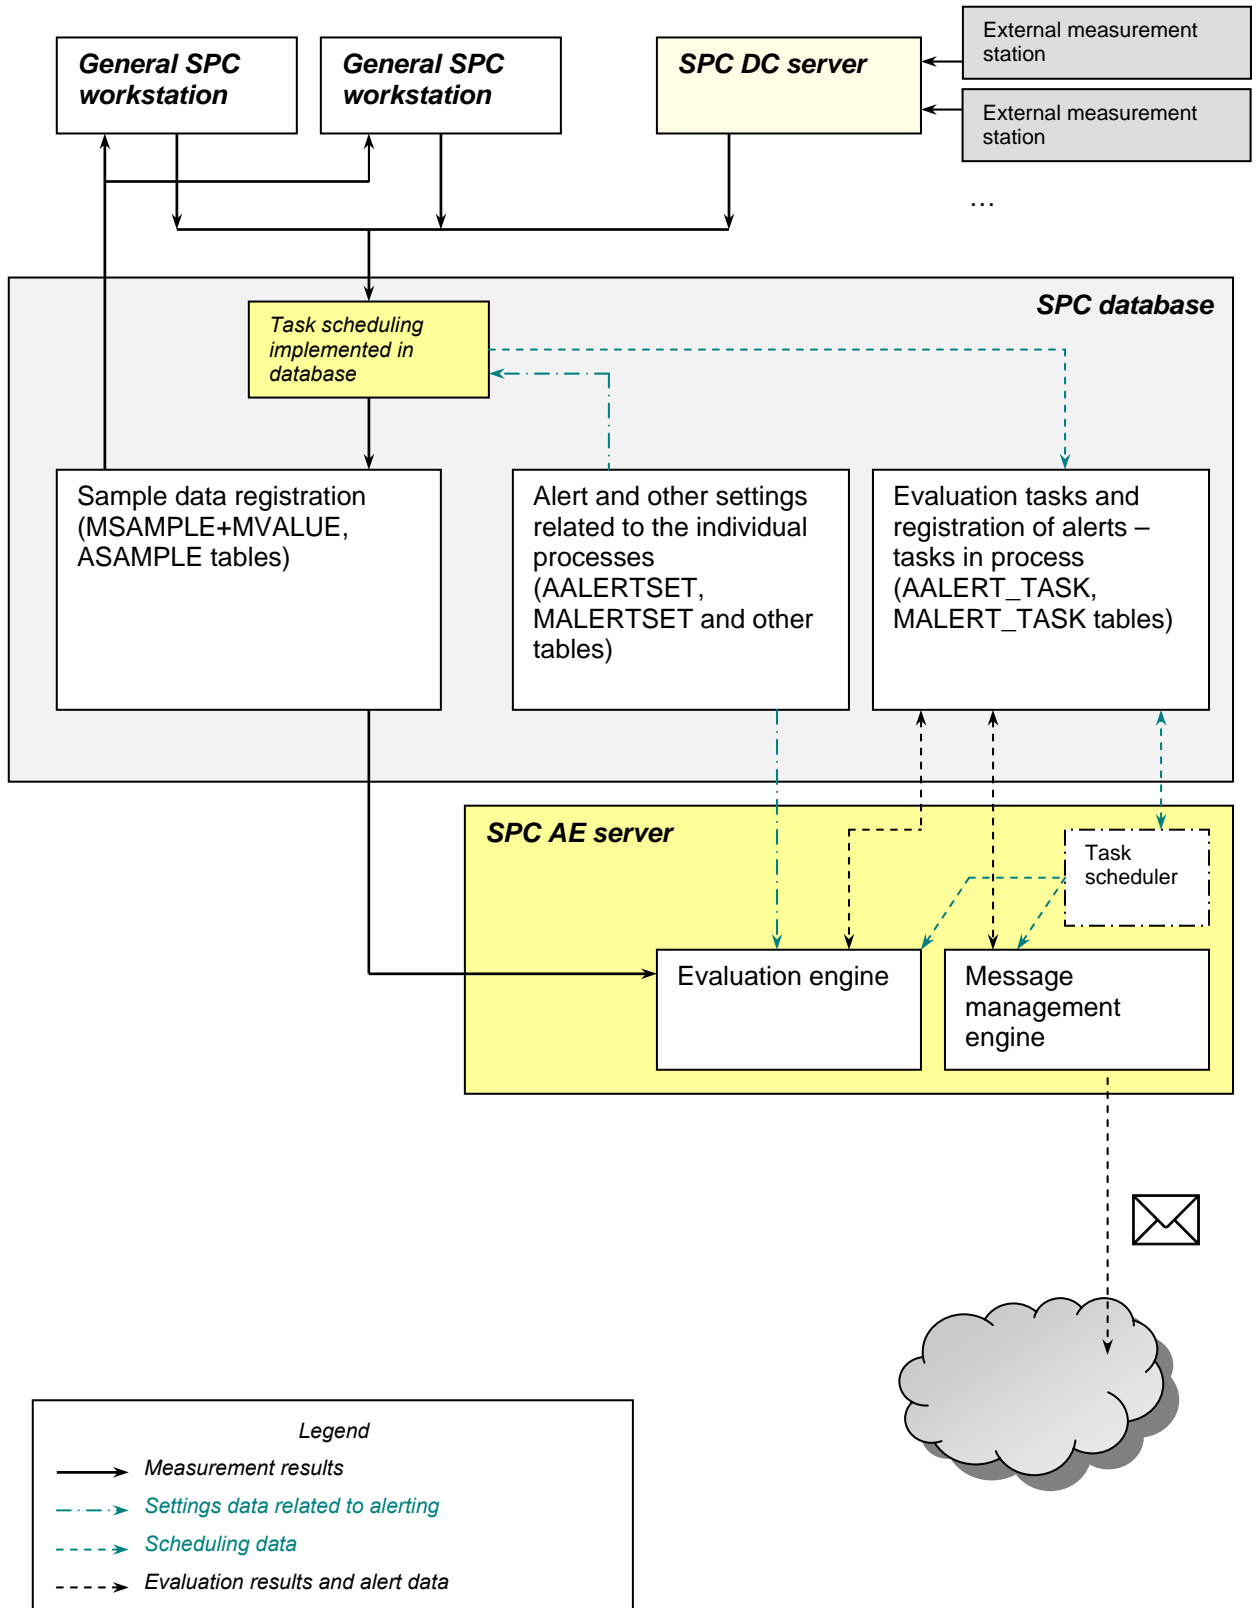 General SPC
workstation
General SPC
workstation
SPC DC server
External measurement
station
External measurement
station
…
SPC database
Task scheduling
implemented in
database
Sample data registration
(MSAMPLE+MVALUE,
ASAMPLE tables)
Alert and other settings
related to the individual
processes
(AALERTSET,
MALERTSET and other
tables)
Evaluation tasks and
registration of alerts –
tasks in process
(AALERT_TASK,
MALERT_TASK tables)
SPC AE server
Task
scheduler
Evaluation engine
Message
management
engine
Legend
Measurement results
Settings data related to alerting
Scheduling data
Evaluation results and alert data